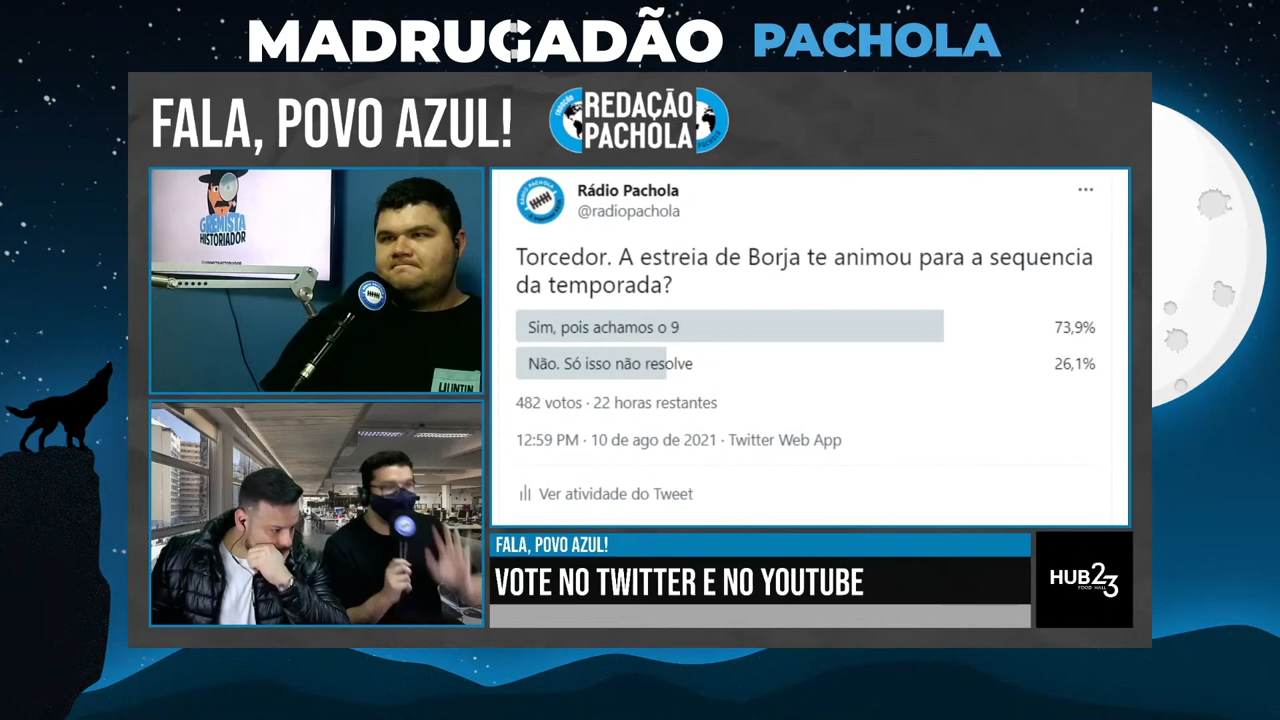 MADRUGADÃO PACHOLA
FALA, POVO AZUL!
REDAÇÃO
PACHOLA
GREMISTA
HISTORIADOR
Rádio Pachola
@radiopachola
Torcedor. A estreia de Borja te animou para a sequencia
da temporada?
Sim, pois achamos o 9 73,9%
Não. Só isso não resolve 26,1%
482 votos · 22 horas restantes
12:59 PM · 10 de ago de 2021 · Twitter Web App
Ver atividade do Tweet
FALA, POVO AZUL!
VOTE NO TWITTER E NO YOUTUBE
HUB23
FOOD HALL